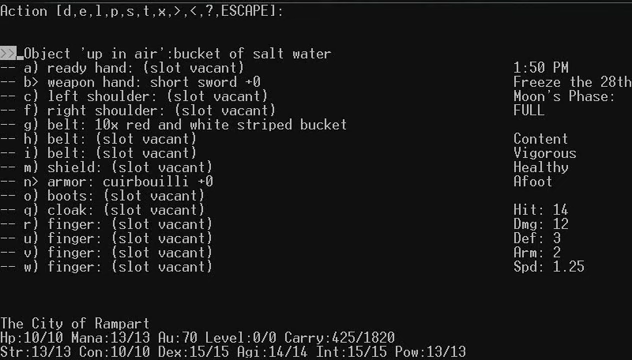 Action [d,e,l,p,s,t,x,>,<,?,ESCAPE]:
>> Object 'up in air':bucket of salt water
-- a) ready hand: (slot vacant) 1:50 PM
-- b> weapon hand: short sword +0 Freeze the 28th
-- c) left shoulder: (slot vacant) Moon's Phase:
-- f) right shoulder: (slot vacant) FULL
-- g) belt: 10x red and white striped bucket
-- h) belt: (slot vacant) Content
-- i) belt: (slot vacant) Vigorous
-- m) shield: (slot vacant) Healthy
-- n> armor: cuirbouilli +0 Afoot
-- o) boots: (slot vacant)
-- q) cloak: (slot vacant) Hit: 14
-- r) finger: (slot vacant) Dmg: 12
-- u) finger: (slot vacant) Def: 3
-- v) finger: (slot vacant) Arm: 2
-- w) finger: (slot vacant) Spd: 1.25
The City of Rampart
Hp:10/10 Mana:13/13 Au:70 Level:0/0 Carry:425/1820
Str:13/13 Con:10/10 Dex:15/15 Agi:14/14 Int:15/15 Pow:13/13